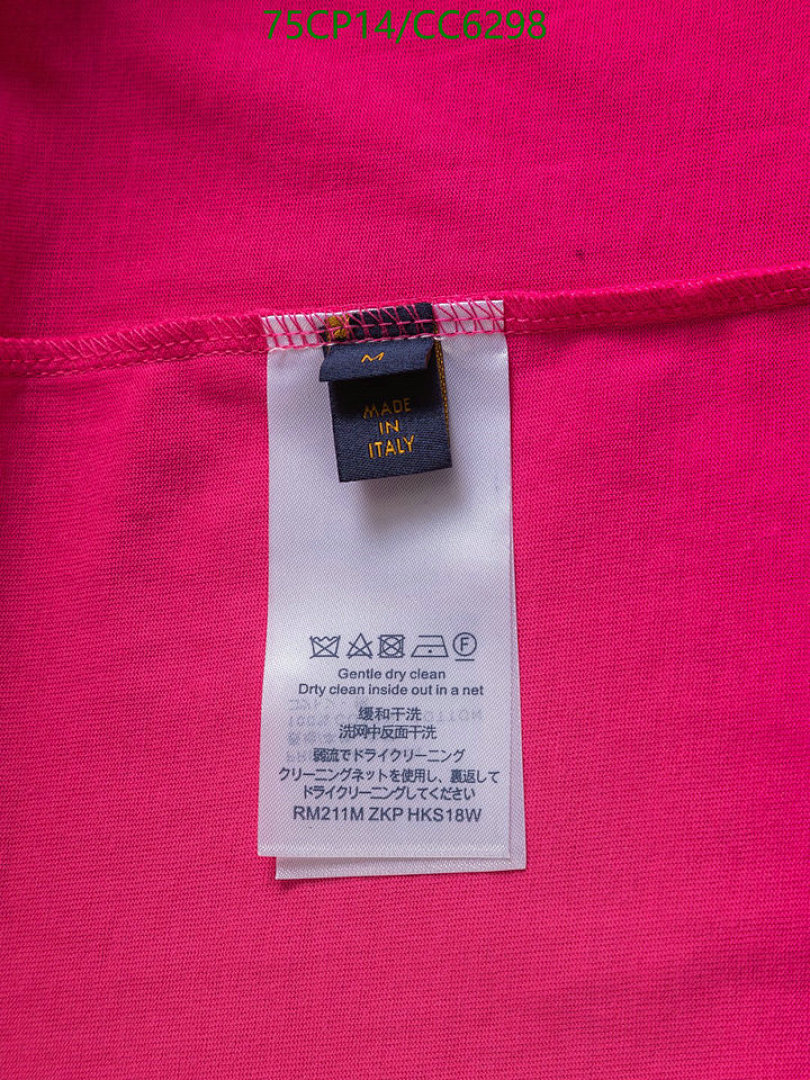 75CP14/CC6298
M
MADE
IN
ITALY
Gentle dry clean
Drty clean inside out in a net
缓和干洗
洗网中反面干洗
弱流でドライクリーニング
クリーニングネットを使用し、裏返して
ドライクリーニングしてください
RM211M ZKP HKS18W